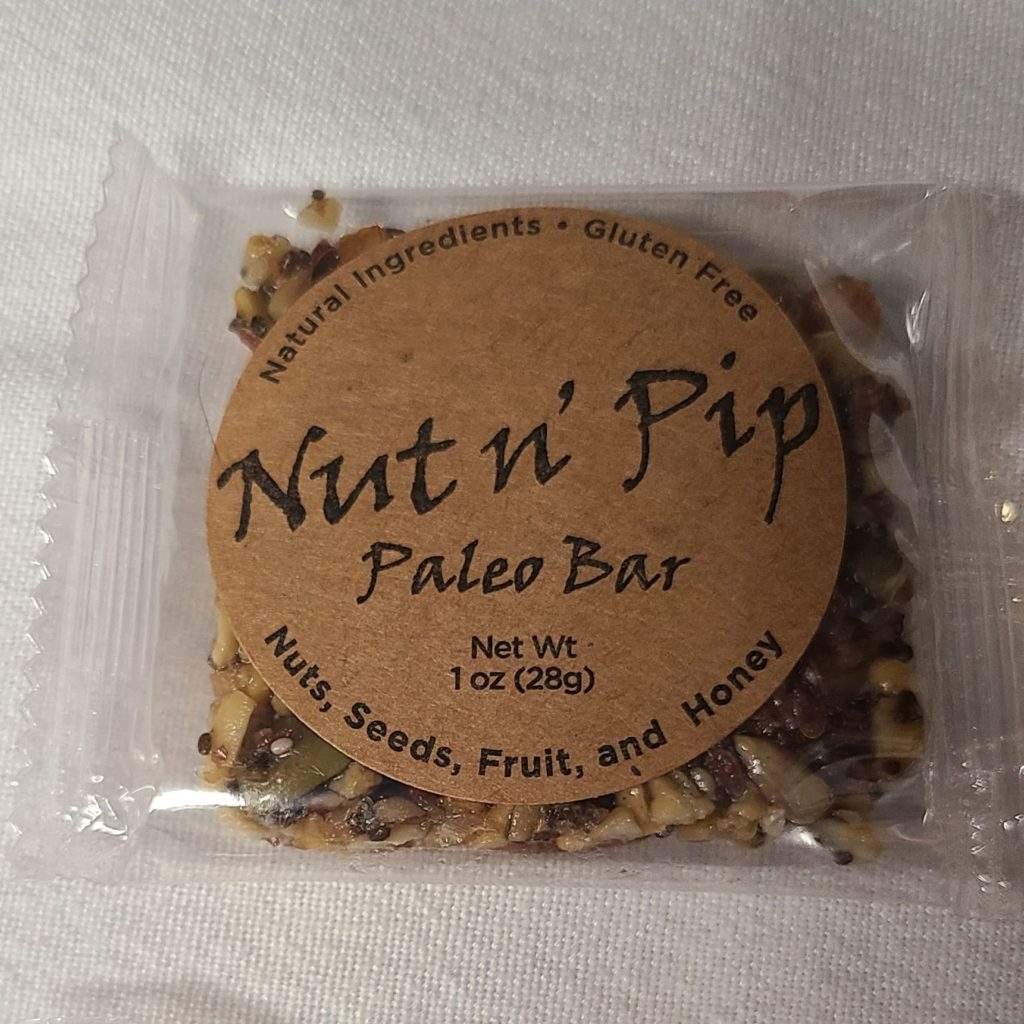 Natural Ingredients • Gluten Free
Nut n' Pip
Paleo Bar
Net Wt
1 oz (28g)
Nuts, Seeds, Fruit, and Honey